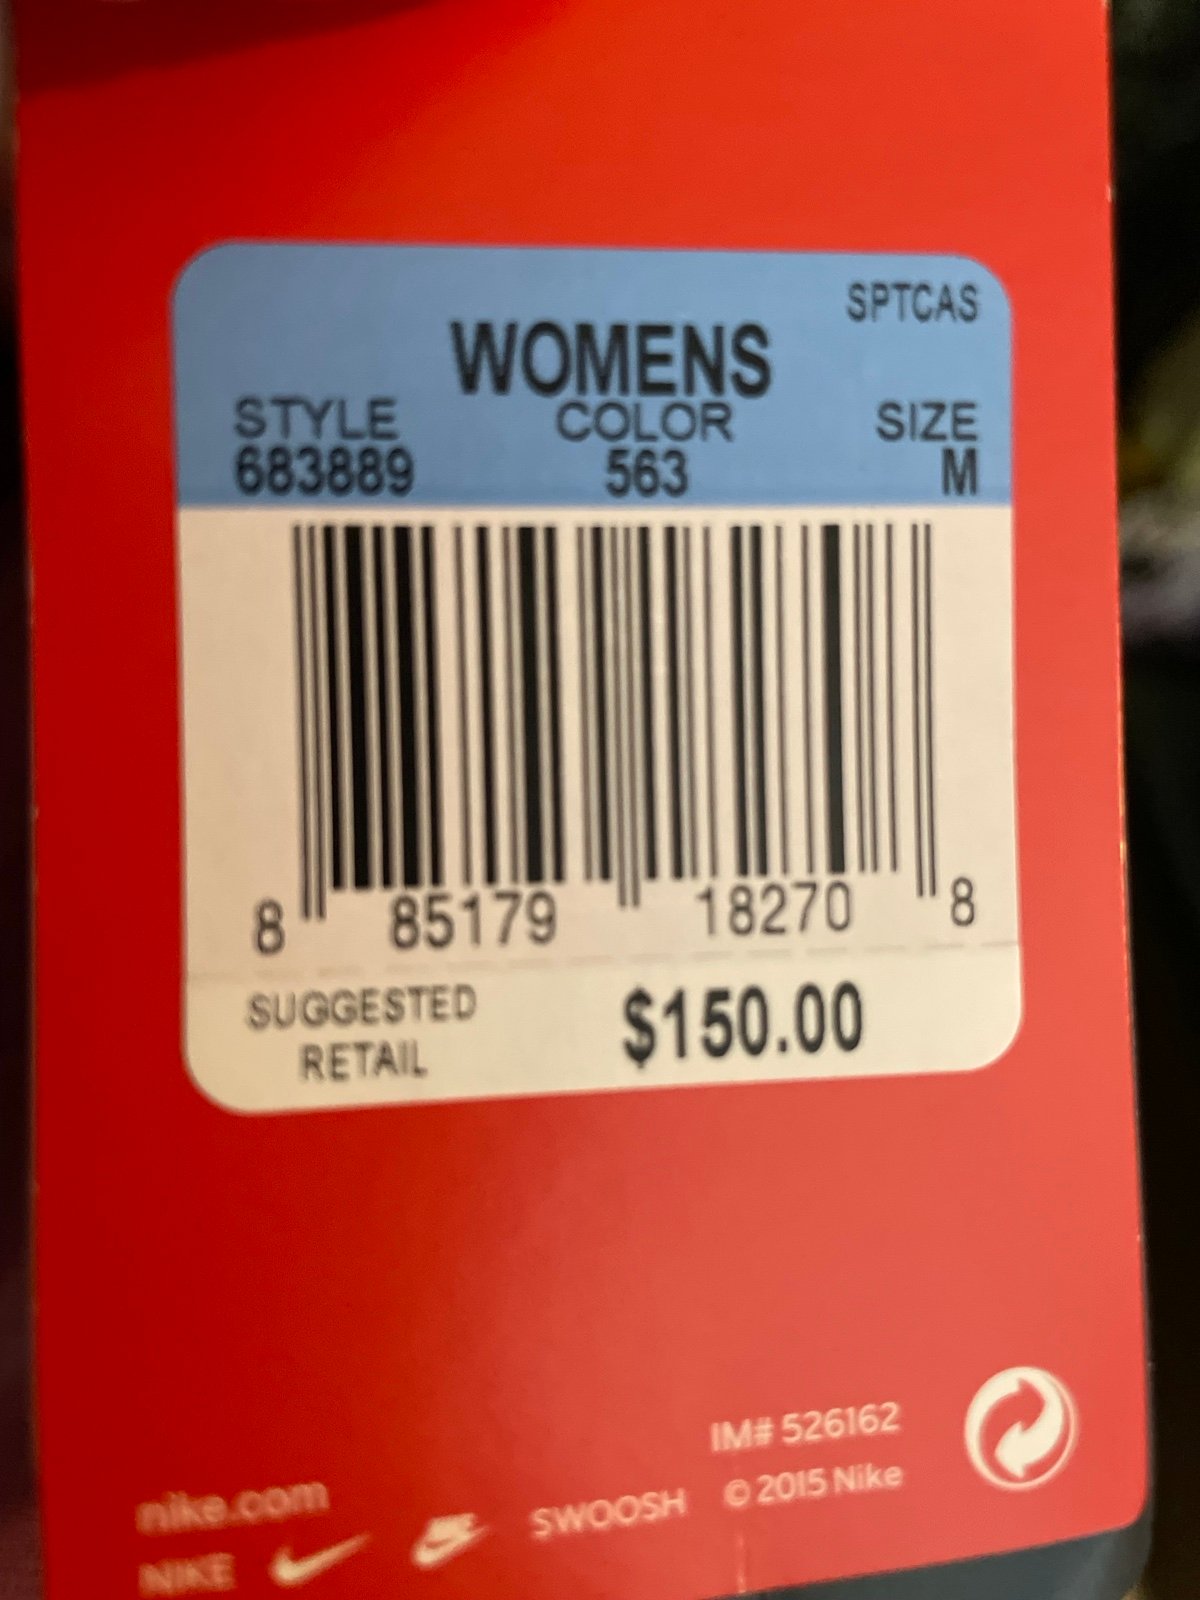 SPTCAS
WOMENS
STYLE COLOR SIZE
683889 563 M
8 85179 18270 8
SUGGESTED
RETAIL
$150.00
IM# 526162
nike.com
SWOOSH © 2015 Nike
NIKE